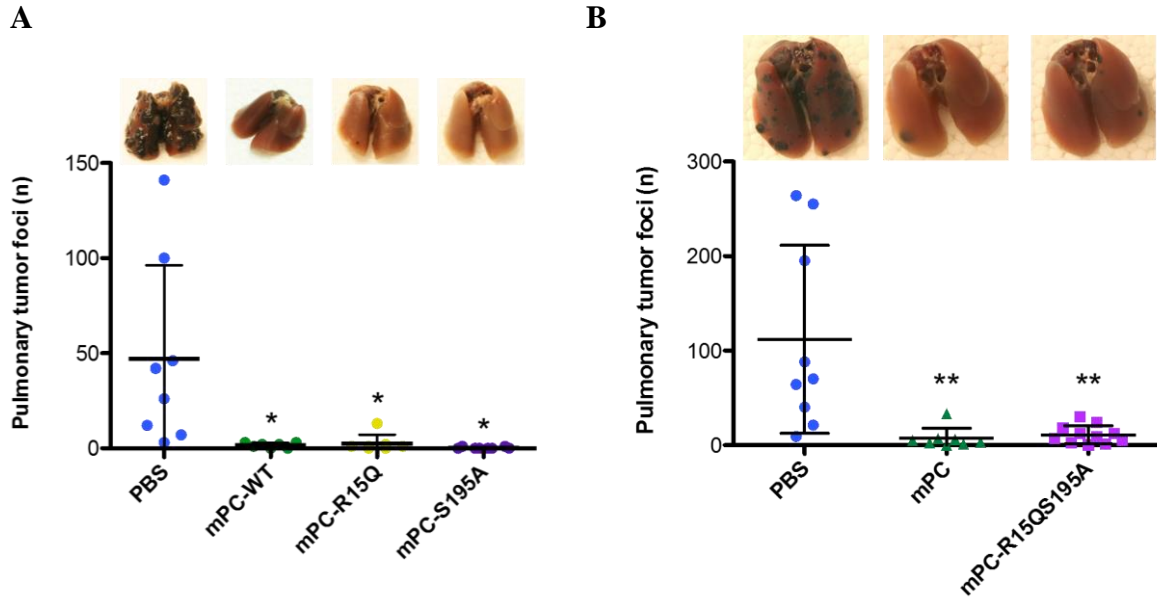 A
Pulmonary tumor foci (n)
150
100
50
0
*
*
*
PBS
mPC-WT
mPC-R15Q
mPC-S195A
B
Pulmonary tumor foci (n)
300
200
100
0
**
**
PBS
mPC
mPC-R15QS195A